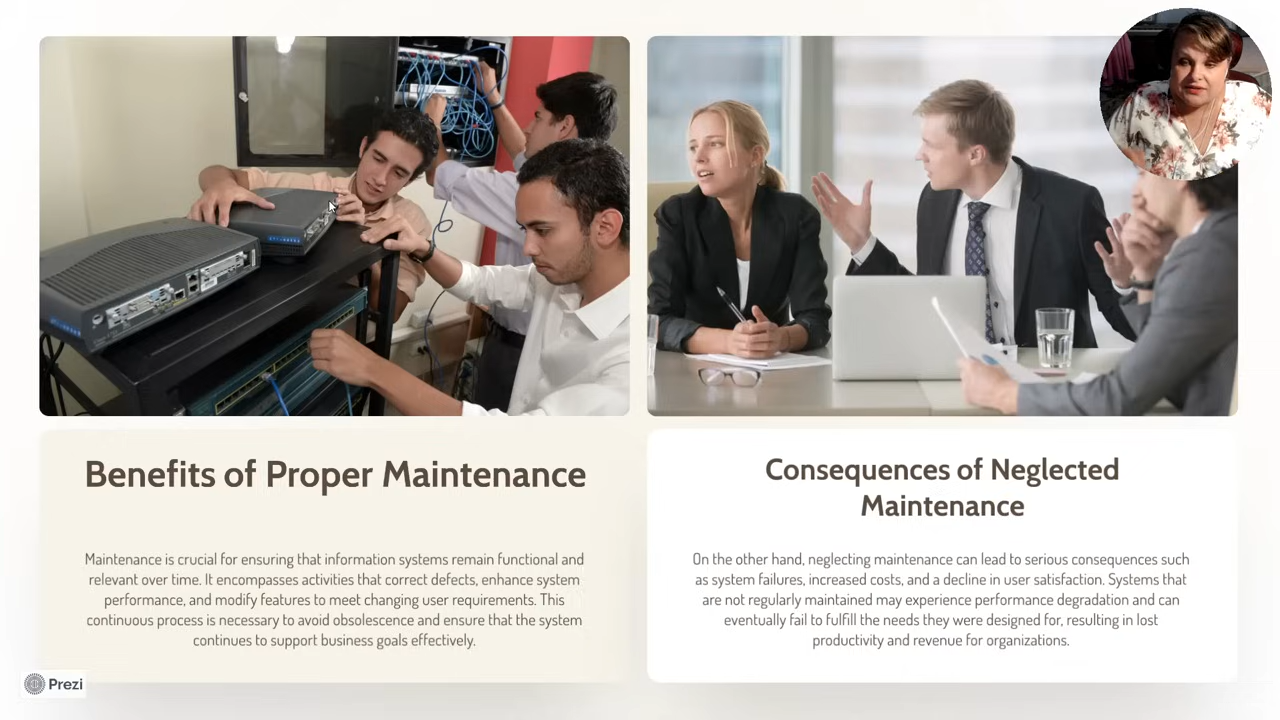 Benefits of Proper Maintenance
Maintenance is crucial for ensuring that information systems remain functional and
relevant over time. It encompasses activities that correct defects, enhance system
performance, and modify features to meet changing user requirements. This
continuous process is necessary to avoid obsolescence and ensure that the system
continues to support business goals effectively.
Consequences of Neglected
Maintenance
On the other hand, neglecting maintenance can lead to serious consequences such
as system failures, increased costs, and a decline in user satisfaction. Systems that
are not regularly maintained may experience performance degradation and can
eventually fail to fulfill the needs they were designed for, resulting in lost
productivity and revenue for organizations.
Prezi